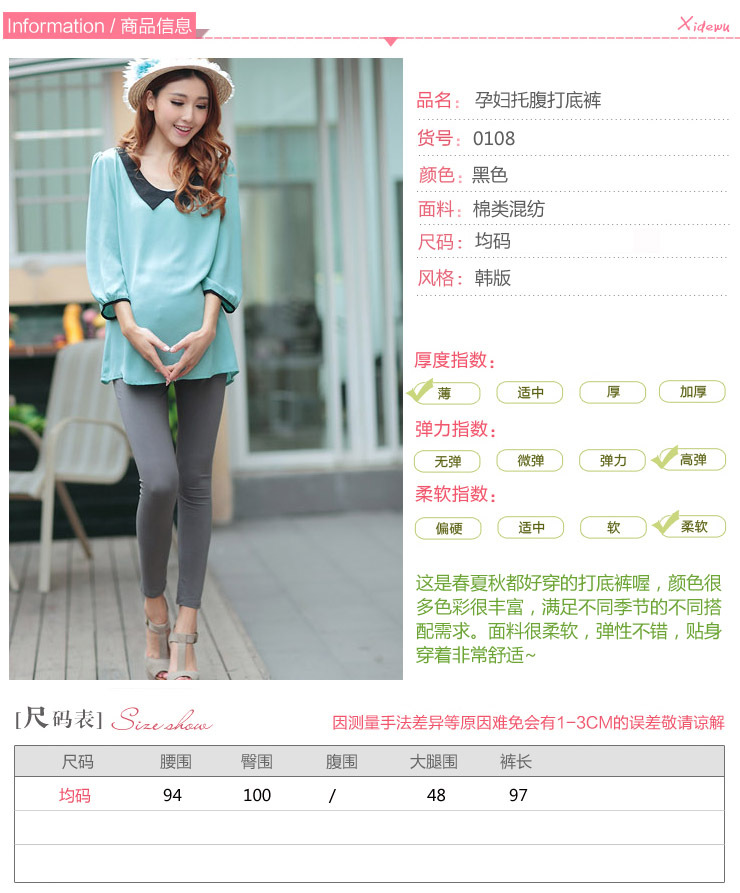 Information / 商品信息
Xidewu
品名： 孕妇托腹打底裤
货号： 0108
颜色： 黑色
面料： 棉类混纺
尺码： 均码
风格： 韩版
厚度指数：
薄 适中 厚 加厚
弹力指数：
无弹 微弹 弹力 高弹
柔软指数：
偏硬 适中 软 柔软
这是春夏秋都好穿的打底裤喔，颜色很
多色彩很丰富，满足不同季节的不同搭
配需求。面料很柔软，弹性不错，贴身
穿着非常舒适~
[尺码表] Size show
因测量手法差异等原因难免会有1-3CM的误差敬请谅解
尺码 腰围 臀围 腹围 大腿围 裤长
均码 94 100 / 48 97